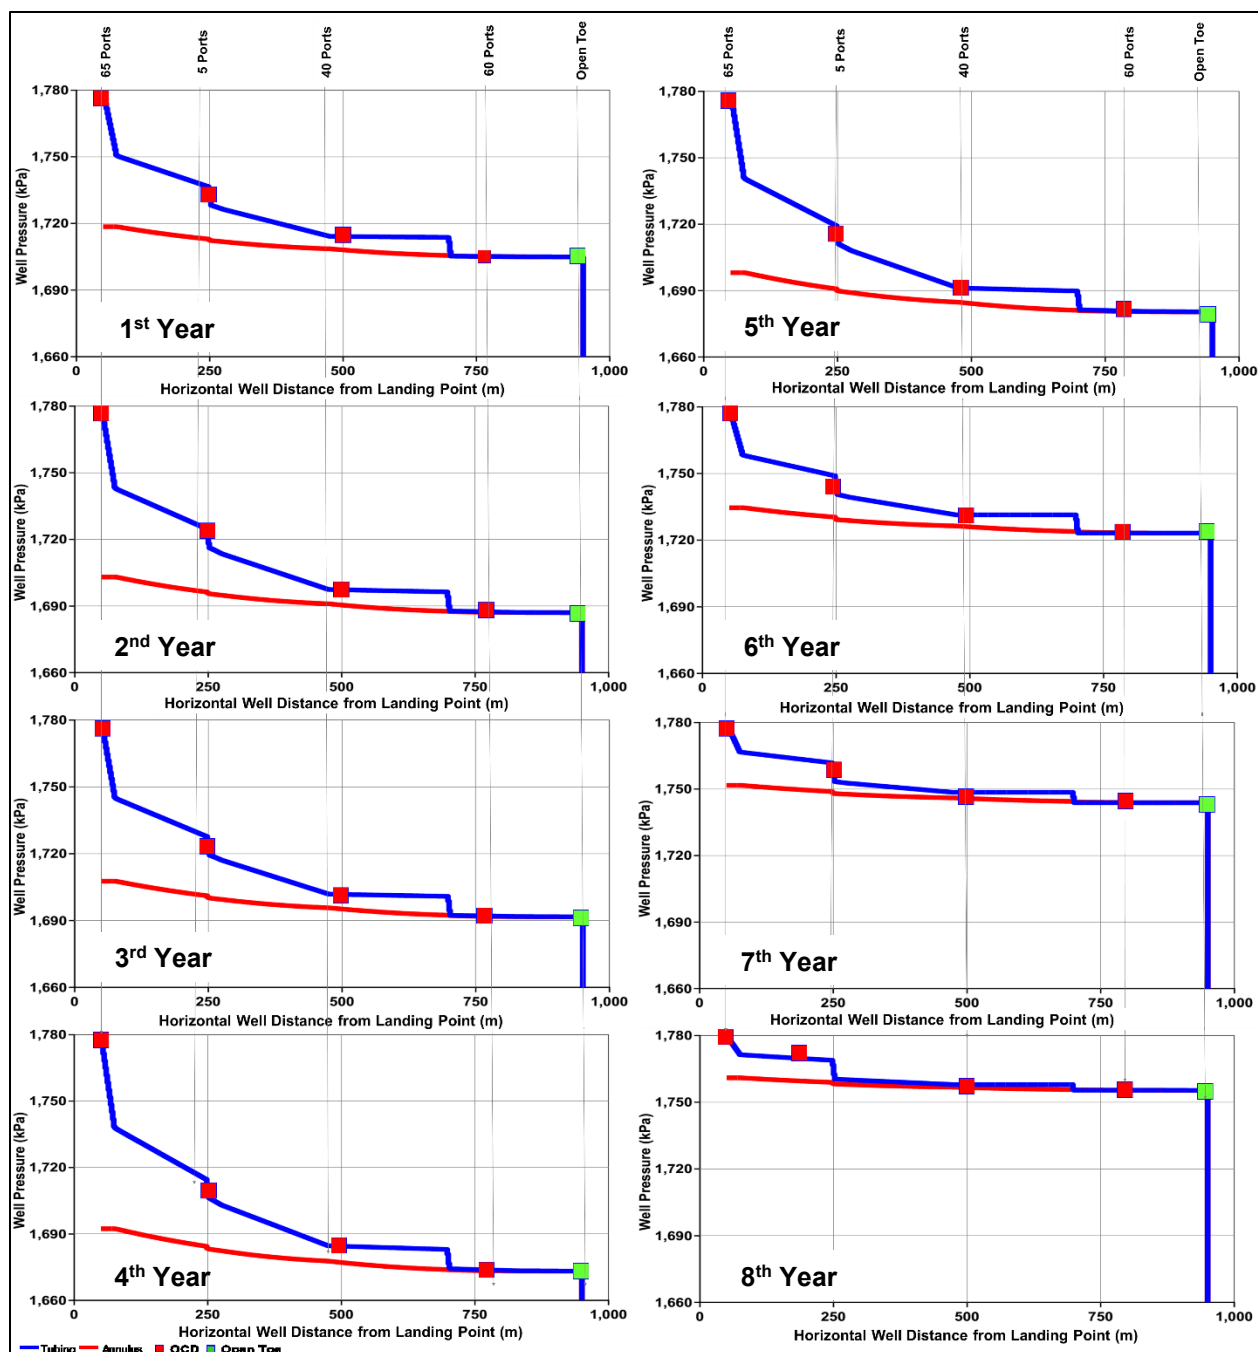 65 Ports
5 Ports
40 Ports
60 Ports
Open Toe
65 Ports
5 Ports
40 Ports
60 Ports
Open Toe
Well Pressure (kPa)
1,780
1,750
1,720
1,690
1,660
1st Year
0 250 500 750 1,000
Horizontal Well Distance from Landing Point (m)
Well Pressure (kPa)
1,780
1,750
1,720
1,690
1,660
5th Year
0 250 500 750 1,000
Horizontal Well Distance from Landing Point (m)
Well Pressure (kPa)
1,780
1,750
1,720
1,690
1,660
2nd Year
0 250 500 750 1,000
Horizontal Well Distance from Landing Point (m)
Well Pressure (kPa)
1,780
1,750
1,720
1,690
1,660
6th Year
0 250 500 750 1,000
Horizontal Well Distance from Landing Point (m)
Well Pressure (kPa)
1,780
1,750
1,720
1,690
1,660
3rd Year
0 250 500 750 1,000
Horizontal Well Distance from Landing Point (m)
Well Pressure (kPa)
1,780
1,750
1,720
1,690
1,660
7th Year
0 250 500 750 1,000
Horizontal Well Distance from Landing Point (m)
Well Pressure (kPa)
1,780
1,750
1,720
1,690
1,660
4th Year
0 250 500 750 1,000
Horizontal Well Distance from Landing Point (m)
Well Pressure (kPa)
1,780
1,750
1,720
1,690
1,660
8th Year
0 250 500 750 1,000
Horizontal Well Distance from Landing Point (m)
Tubing Annulus OCD Open Toe